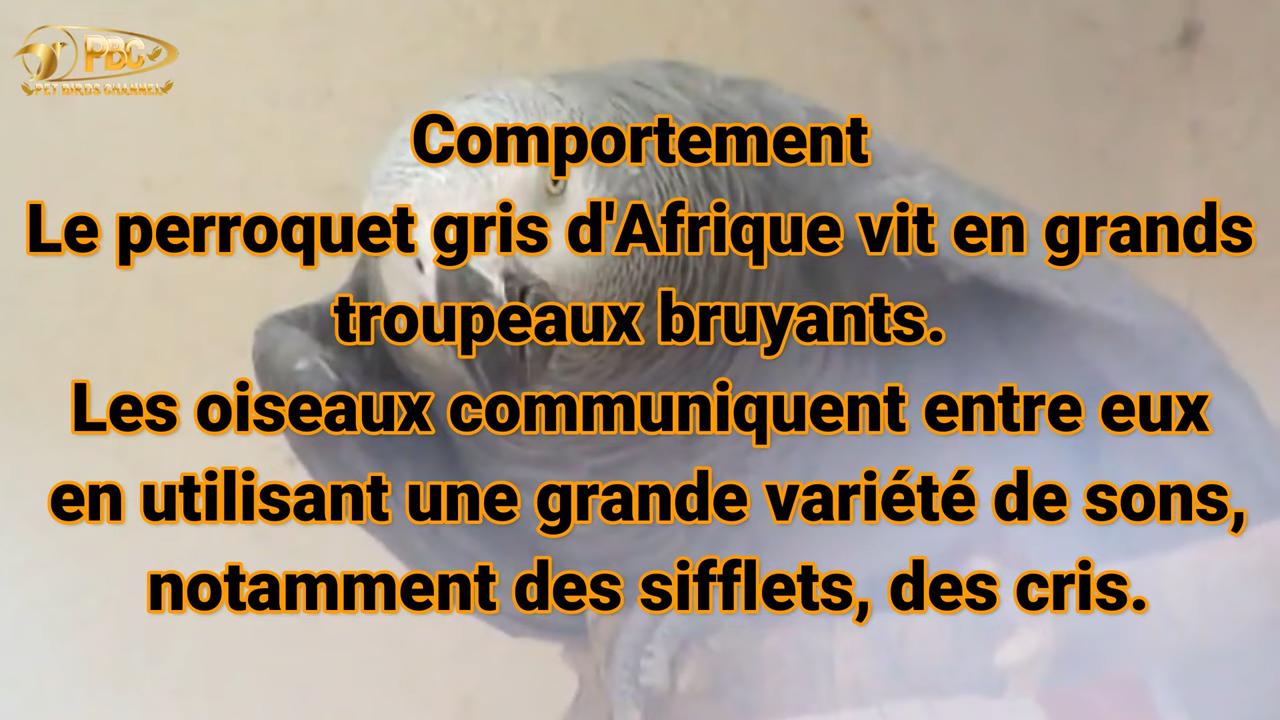 PBC
PET BIRDS CHANNEL
Comportement
Le perroquet gris d'Afrique vit en grands
troupeaux bruyants.
Les oiseaux communiquent entre eux
en utilisant une grande variété de sons,
notamment des sifflets, des cris.